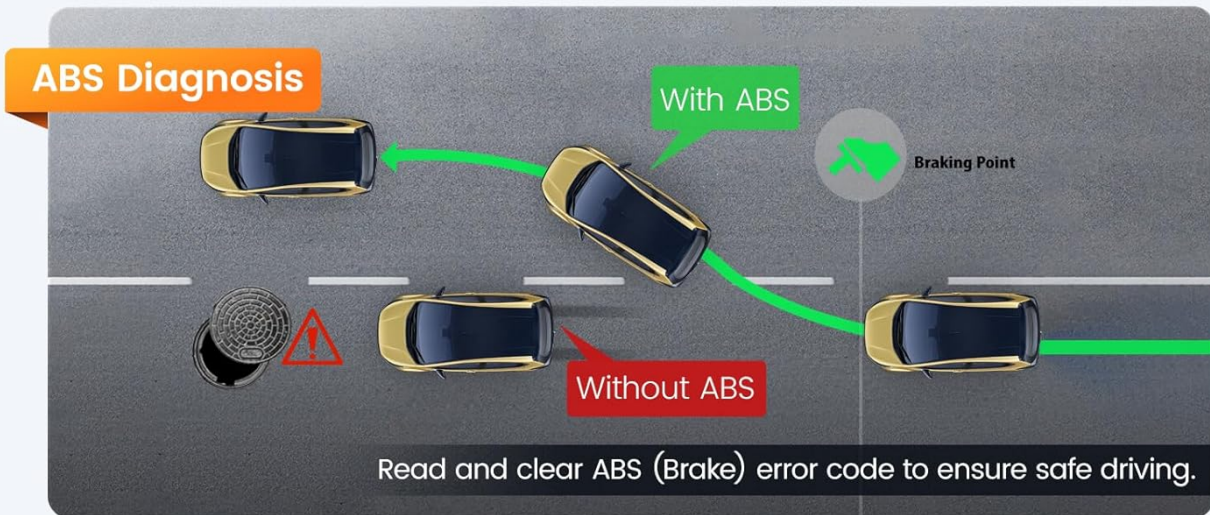 ABS Diagnosis
With ABS
Braking Point
Without ABS
Read and clear ABS (Brake) error code to ensure safe driving.